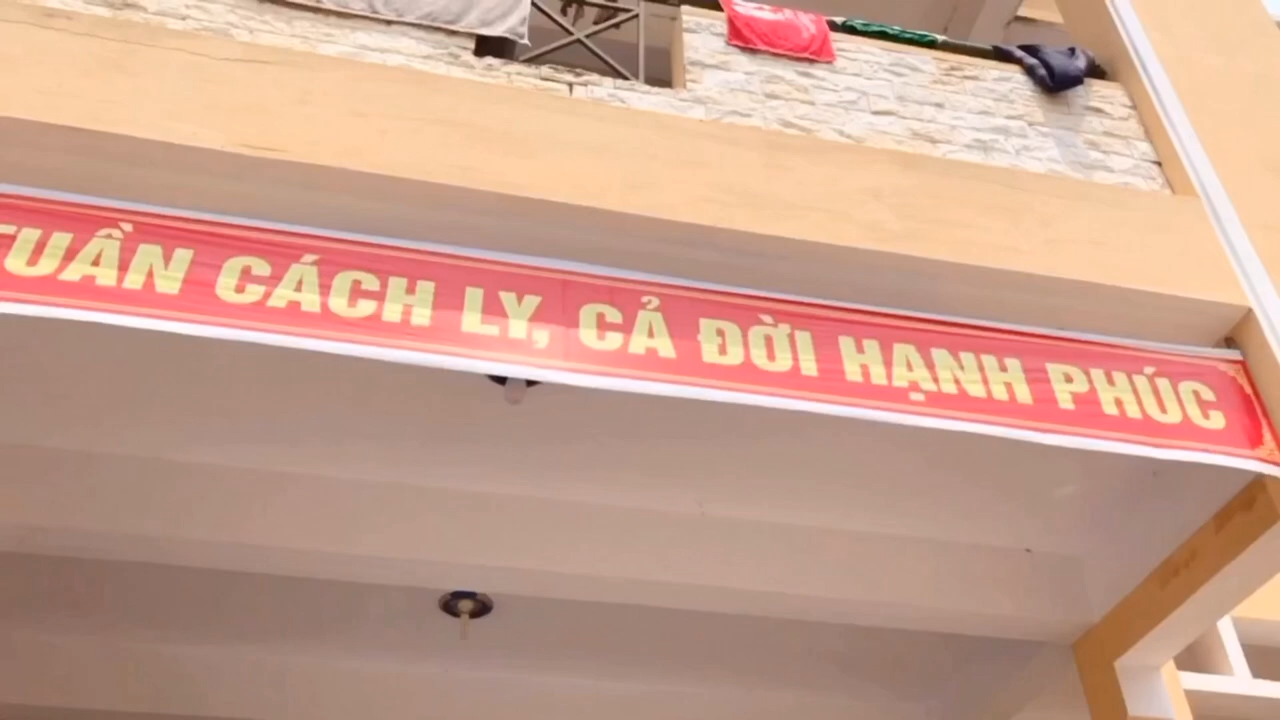 TUẦN CÁCH LY, CẢ ĐỜI HẠNH PHÚC